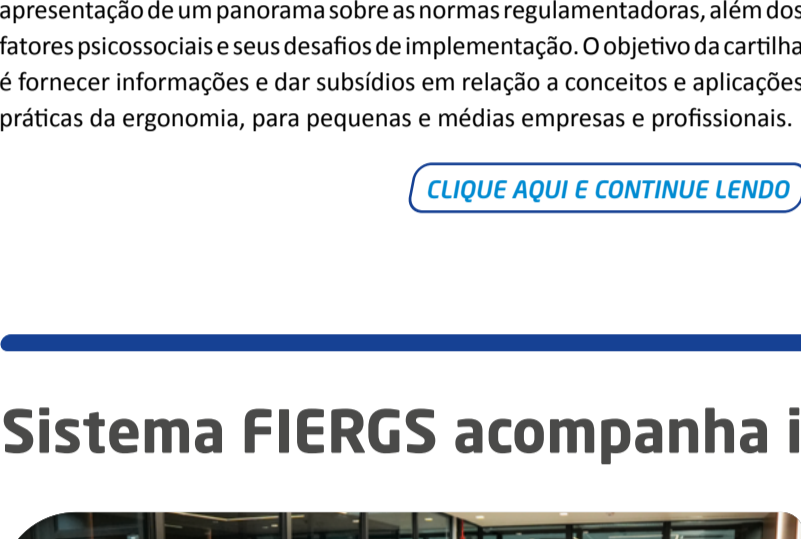 apresentação de um panorama sobre as normas regulamentadoras, além dos
fatores psicossociais e seus desafios de implementação. O objetivo da cartilha
é fornecer informações e dar subsídios em relação a conceitos e aplicações
práticas da ergonomia, para pequenas e médias empresas e profissionais.
CLIQUE AQUI E CONTINUE LENDO
Sistema FIERGS acompanha i